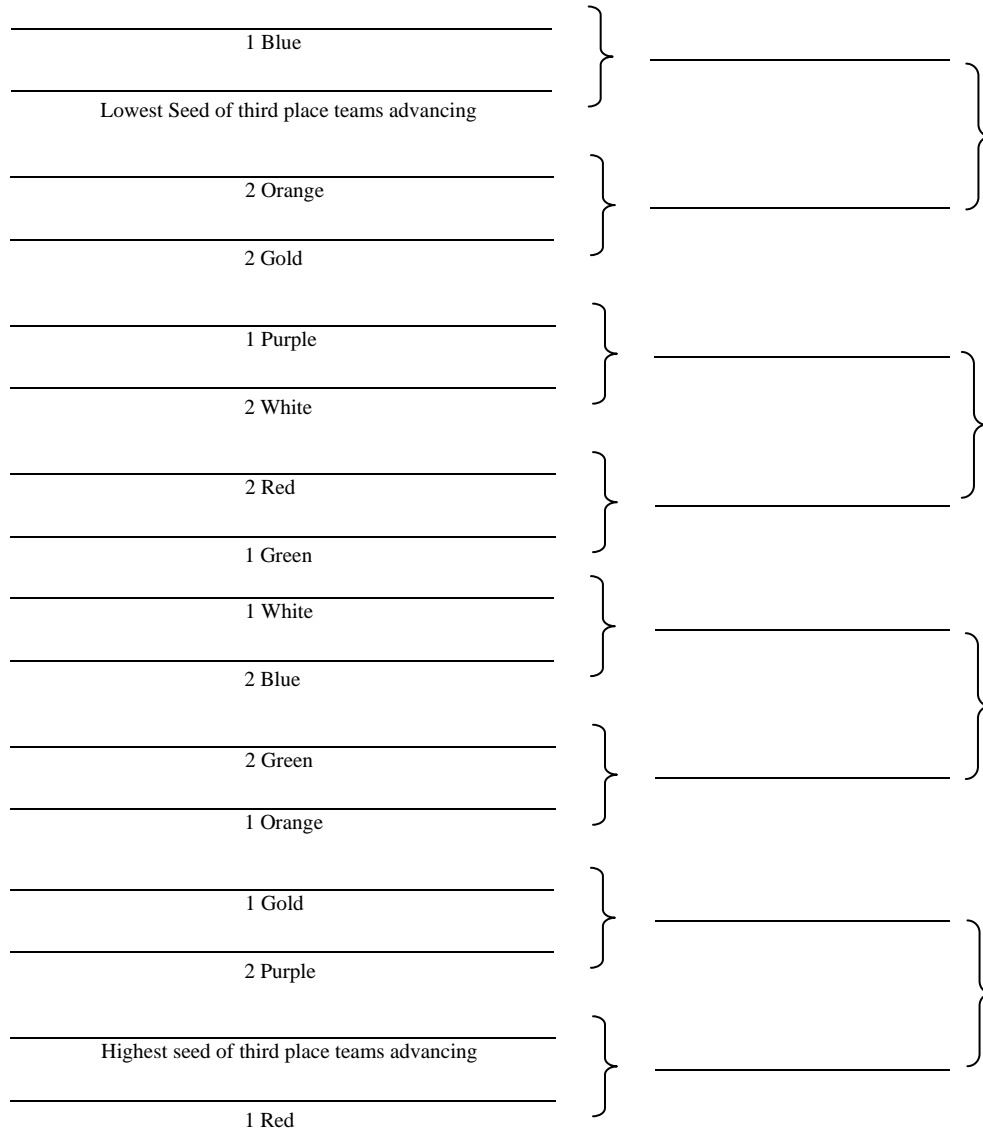 1 Blue
Lowest Seed of third place teams advancing
2 Orange
2 Gold
1 Purple
2 White
2 Red
1 Green
1 White
2 Blue
2 Green
1 Orange
1 Gold
2 Purple
Highest seed of third place teams advancing
1 Red